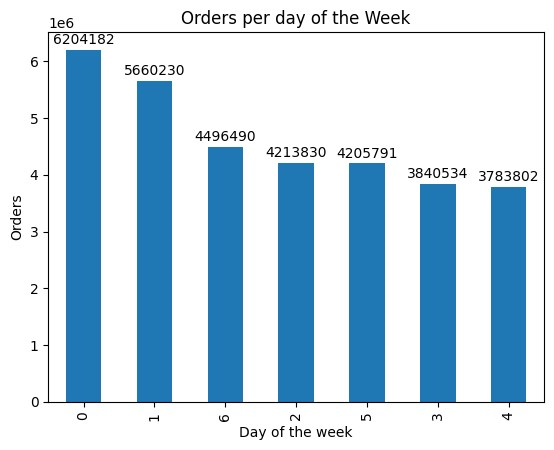 Orders per day of the Week
1e6
6204182
5660230
4496490
4213830
4205791
3840534
3783802
6
5
4
3
2
1
0
Orders
0 1 6 2 5 3 4
Day of the week